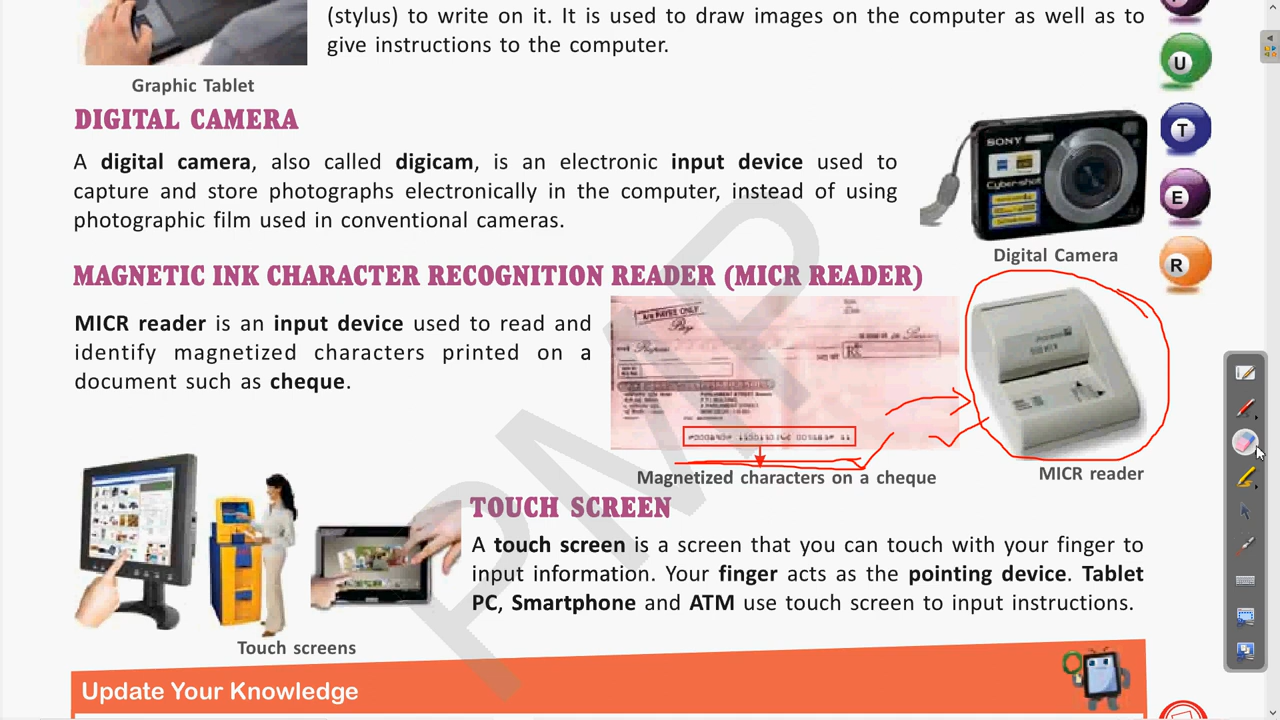 (stylus) to write on it. It is used to draw images on the computer as well as to
give instructions to the computer.
Graphic Tablet
U
T
E
R
DIGITAL CAMERA
A digital camera, also called digicam, is an electronic input device used to
capture and store photographs electronically in the computer, instead of using
photographic film used in conventional cameras.
SONY
Cyber-shot
Digital Camera
MAGNETIC INK CHARACTER RECOGNITION READER (MICR READER)
MICR reader is an input device used to read and
identify magnetized characters printed on a
document such as cheque.
A/c PAYEE ONLY
Magnetized characters on a cheque
MICR reader
TOUCH SCREEN
A touch screen is a screen that you can touch with your finger to
input information. Your finger acts as the pointing device. Tablet
PC, Smartphone and ATM use touch screen to input instructions.
Touch screens
PMP
Update Your Knowledge